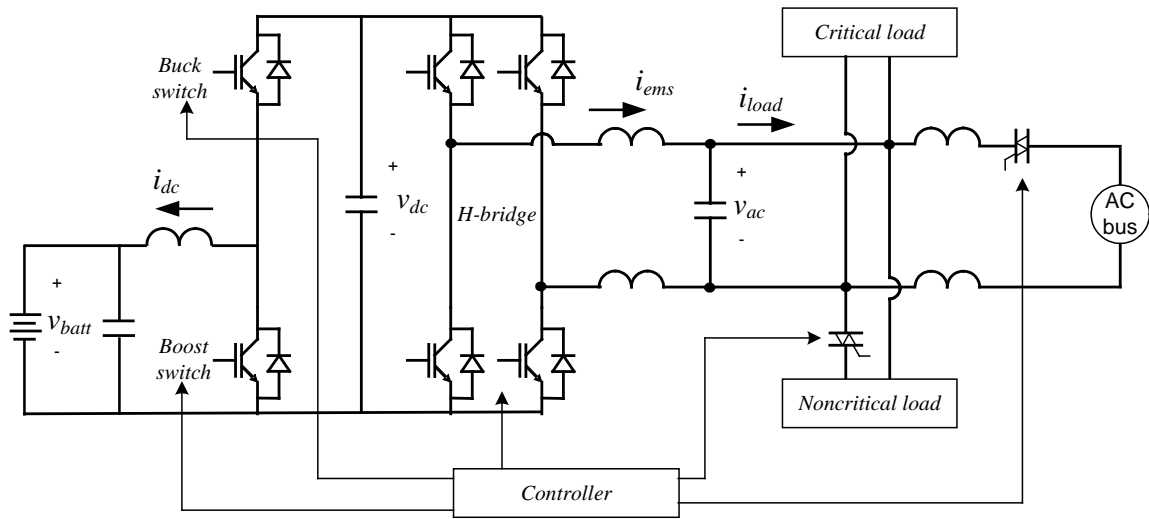 Critical load
Buck
switch
i_ems
i_load
i_dc
+
v_dc
-
H-bridge
+
v_ac
-
AC
bus
+
v_batt
-
Boost
switch
Noncritical load
Controller